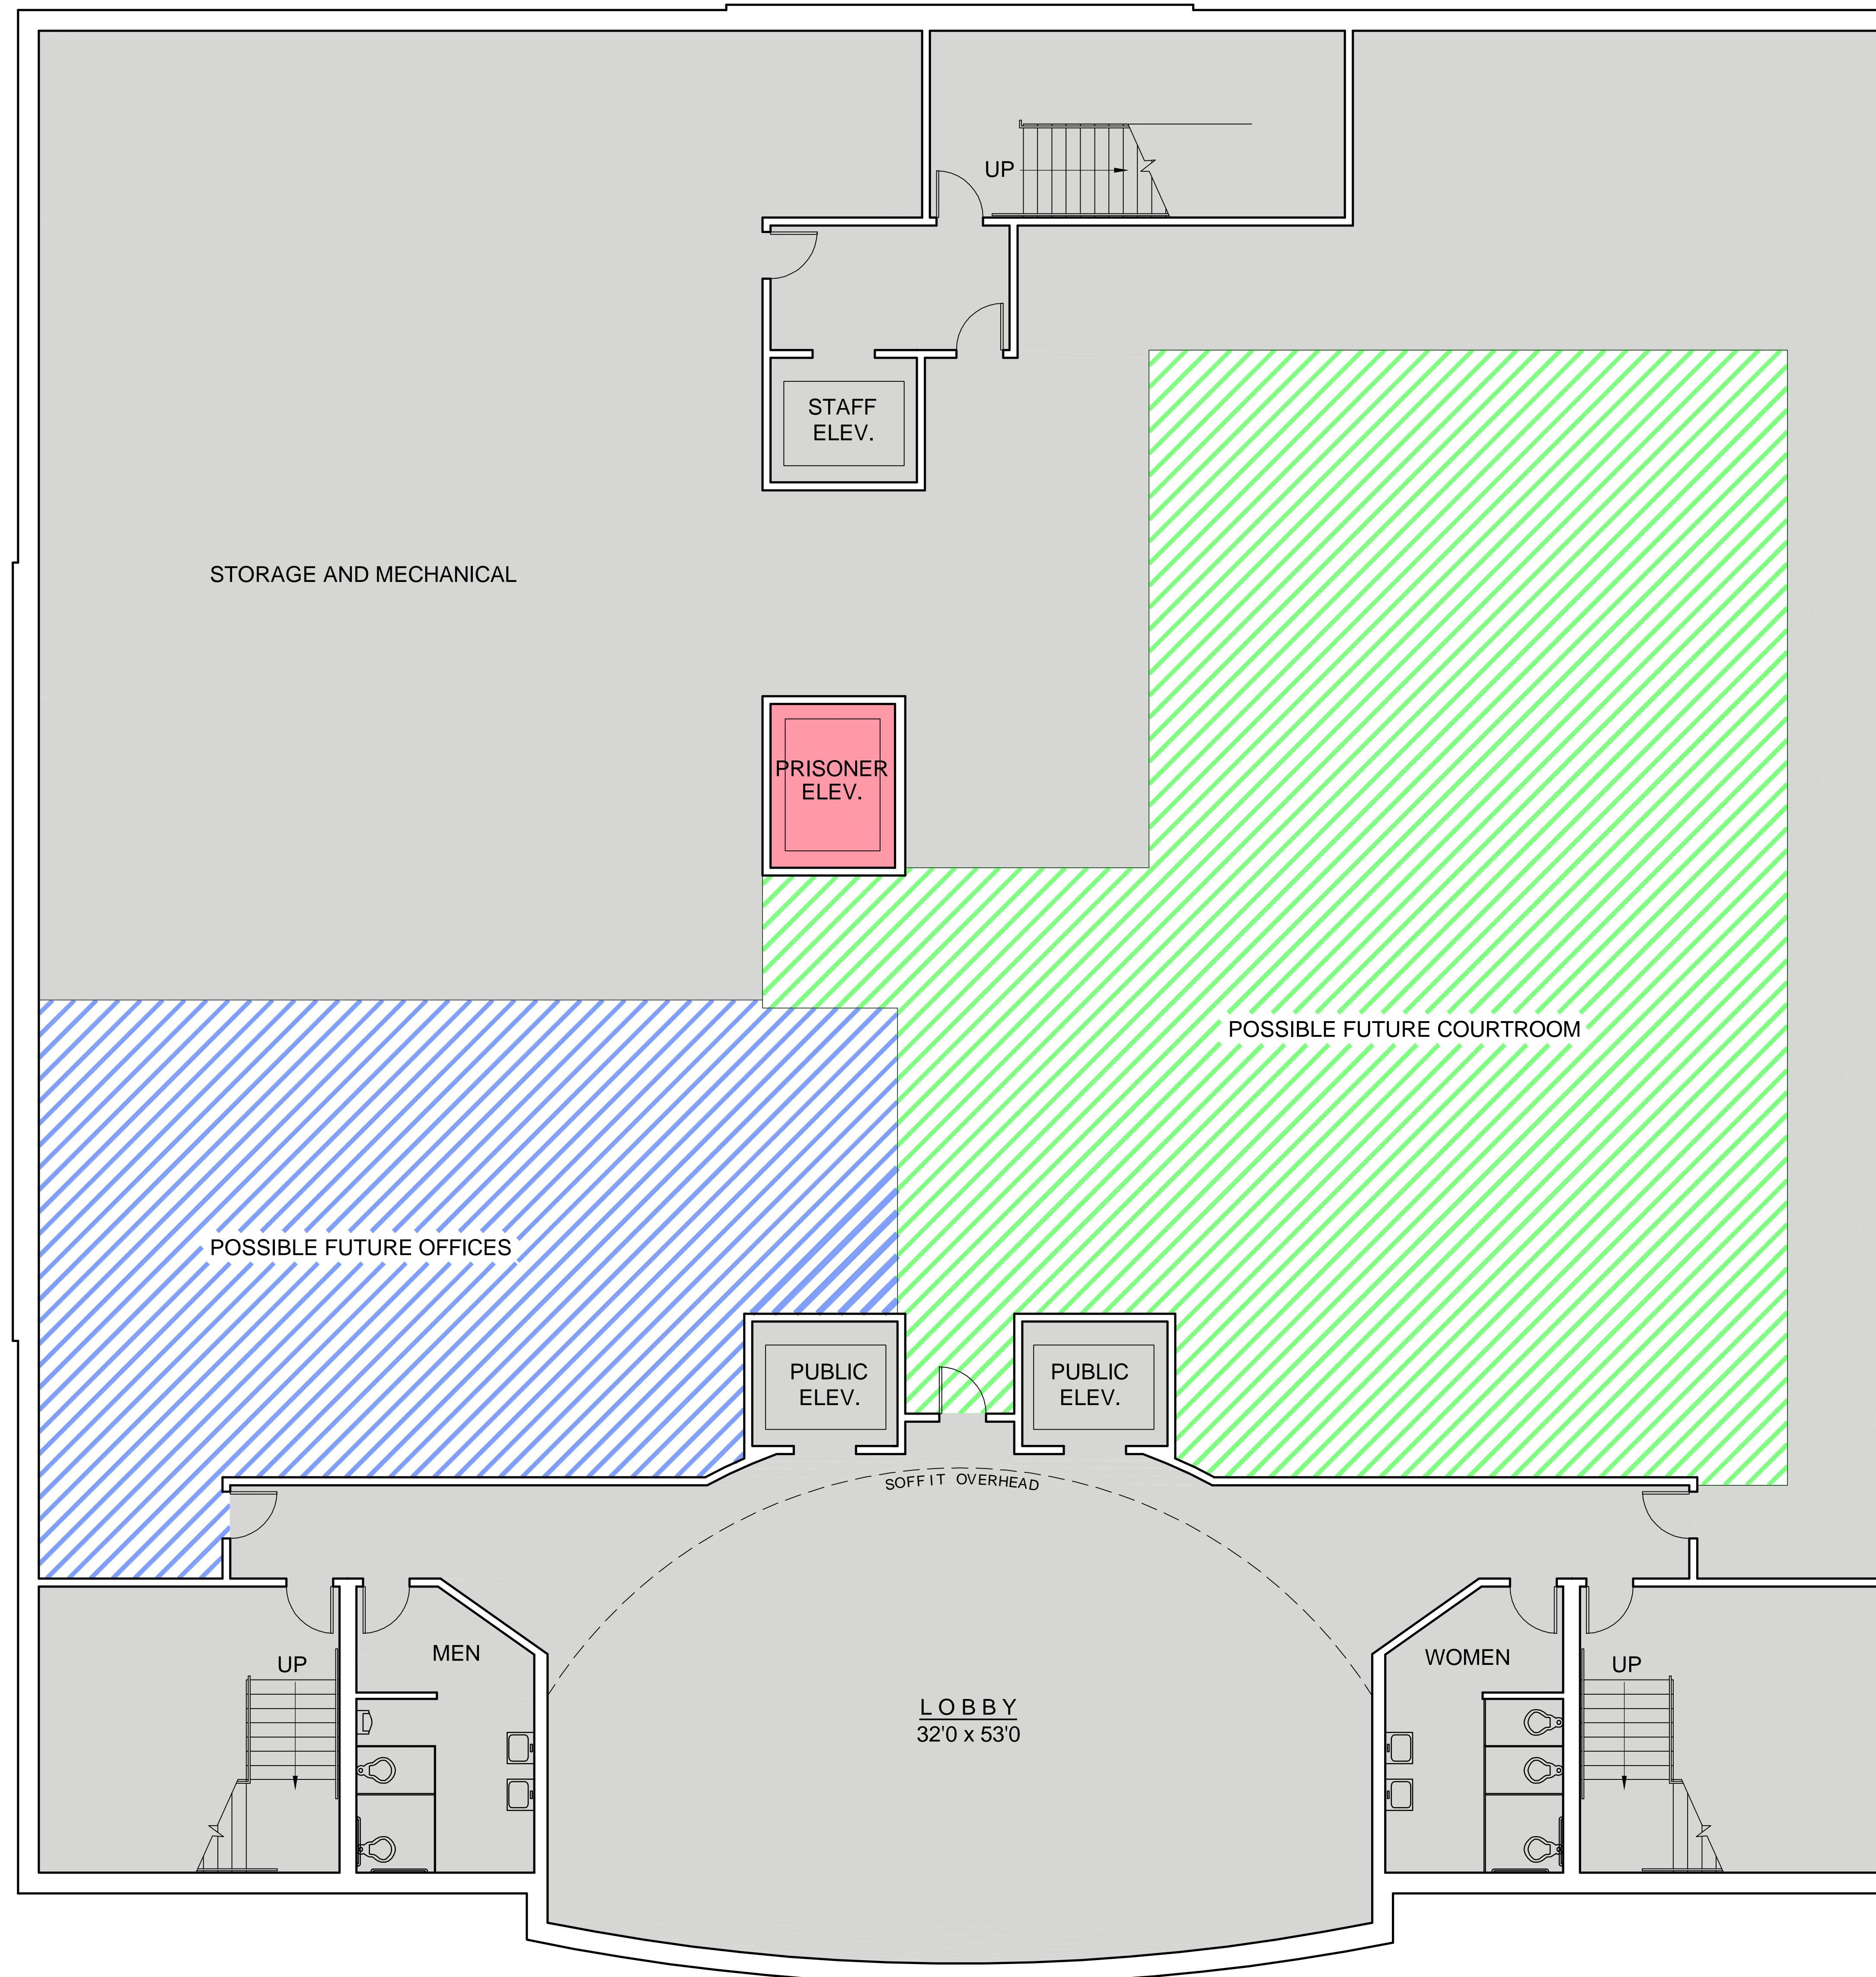 UP
STAFF
ELEV.
STORAGE AND MECHANICAL
PRISONER
ELEV.
POSSIBLE FUTURE COURTROOM
POSSIBLE FUTURE OFFICES
PUBLIC
ELEV.
PUBLIC
ELEV.
SOFFIT OVERHEAD
MEN
WOMEN
UP
UP
LOBBY
32'0 x 53'0